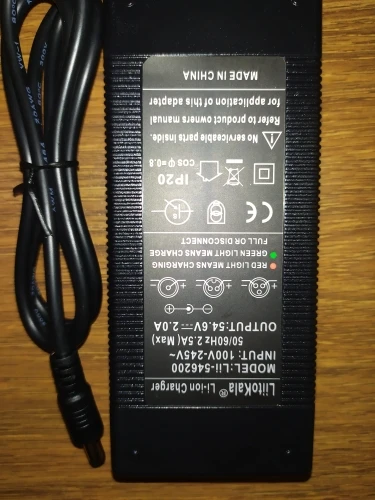 LiitoKala® Li-ion Charger
MODEL:Lii-546200
INPUT: 100V-245V~
50/60Hz 2.5A (Max)
OUTPUT:54.6V⎓2.0A
RED LIGHT MEANS CHARGING
GREEN LIGHT MEANS CHARGE
FULL OR DISCONNECT
CE
IP20
COS Φ=0.6
No serviceable parts inside.
Refer to product owners manual
for application of this adapter
MADE IN CHINA